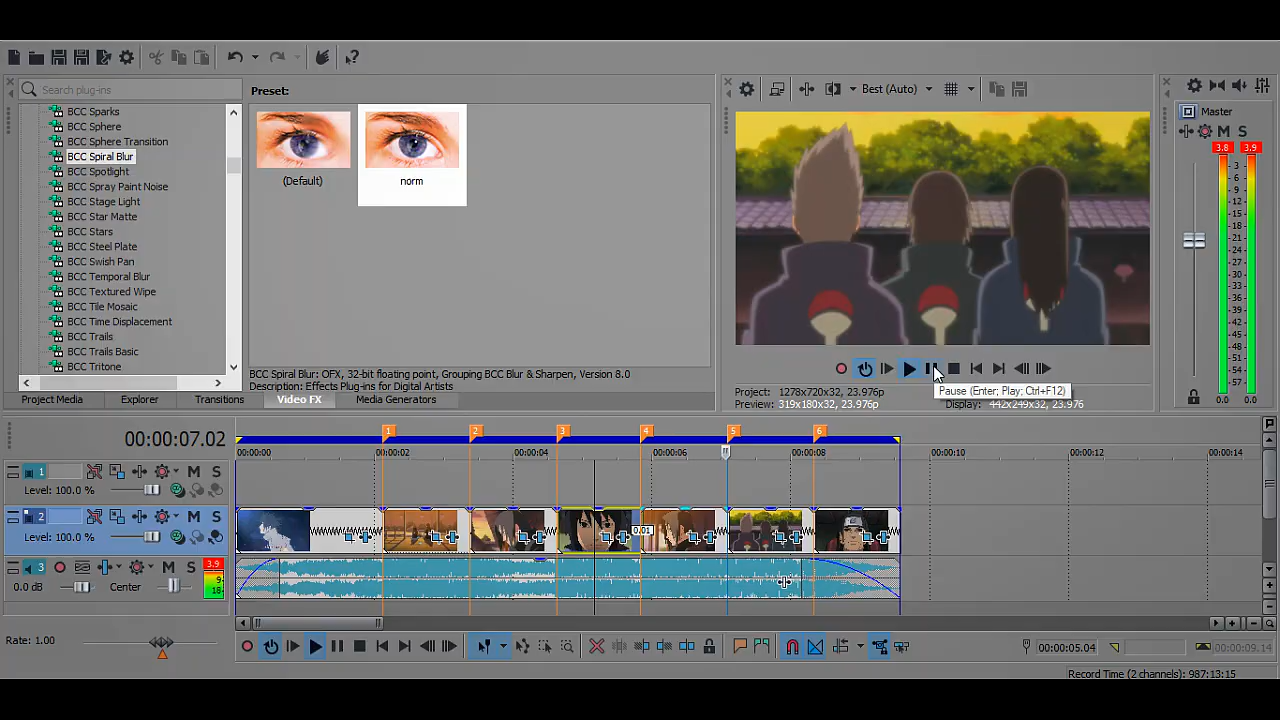 Search plug-ins
BCC Sparks
BCC Sphere
BCC Sphere Transition
BCC Spiral Blur
BCC Spotlight
BCC Spray Paint Noise
BCC Stage Light
BCC Star Matte
BCC Stars
BCC Steel Plate
BCC Swish Pan
BCC Temporal Blur
BCC Textured Wipe
BCC Tile Mosaic
BCC Time Displacement
BCC Trails
BCC Trails Basic
BCC Tritone
Preset:
(Default)
norm
BCC Spiral Blur: OFX, 32-bit floating point, Grouping BCC Blur & Sharpen, Version 8.0
Description: Effects Plug-ins for Digital Artists
Project Media
Explorer
Transitions
Video FX
Media Generators
Best (Auto)
Project: 1278x720x32, 23.976p
Preview: 319x180x32, 23.976p
Display: 442x249x32, 23.976
Pause (Enter; Play; Ctrl+F12)
Master
M S
3.8 3.9
3
6
9
12
15
18
21
24
27
30
33
36
39
42
45
48
51
54
57
0.0 0.0
00:00:07.02
1 2 3 4 5 6
00:00:00 00:00:02 00:00:04 00:00:06 00:00:08 00:00:10 00:00:12 00:00:14
1 M S
Level: 100.0 %
2 M S
Level: 100.0 %
0.01
3 M S 3.9
0.0 dB Center 9
18
Rate: 1.00
00:00:05.04
00:00:09.14
Record Time (2 channels): 987:13:15
P